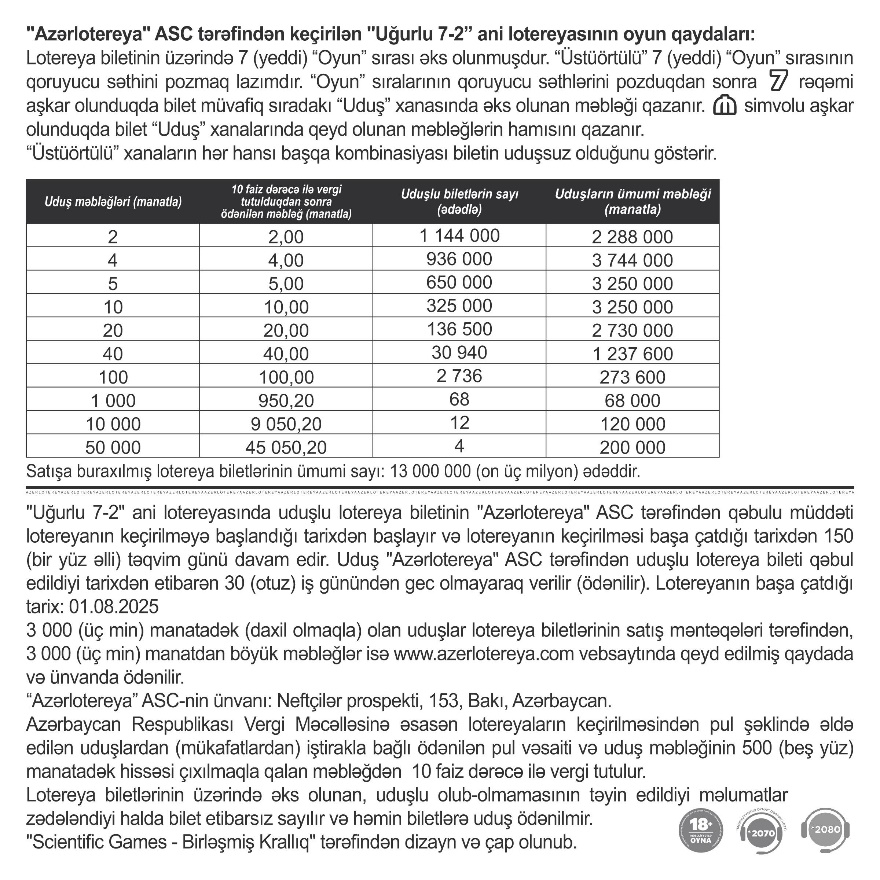 "Azərlotereya" ASC tərəfindən keçirilən "Uğurlu 7-2” ani lotereyasının oyun qaydaları:
Lotereya biletinin üzərində 7 (yeddi) “Oyun” sırası əks olunmuşdur. “Üstüörtülü” 7 (yeddi) “Oyun” sırasının
qoruyucu səthini pozmaq lazımdır. “Oyun” sıralarının qoruyucu səthlərini pozduqdan sonra 7 rəqəmi
aşkar olunduqda bilet müvafiq sıradakı “Uduş” xanasında əks olunan məbləği qazanır. simvolu aşkar
olunduqda bilet “Uduş” xanalarında qeyd olunan məbləğlərin hamısını qazanır.
“Üstüörtülü” xanaların hər hansı başqa kombinasiyası biletin uduşsuz olduğunu göstərir.
Uduş məbləğləri (manatla) 10 faiz dərəcə ilə vergi tutulduqdan sonra ödənilən məbləğ (manatla) Uduşlu biletlərin sayı (ədədlə) Uduşların ümumi məbləği (manatla)
2 2,00 1 144 000 2 288 000
4 4,00 936 000 3 744 000
5 5,00 650 000 3 250 000
10 10,00 325 000 3 250 000
20 20,00 136 500 2 730 000
40 40,00 30 940 1 237 600
100 100,00 2 736 273 600
1 000 950,20 68 68 000
10 000 9 050,20 12 120 000
50 000 45 050,20 4 200 000
Satışa buraxılmış lotereya biletlərinin ümumi sayı: 13 000 000 (on üç milyon) ədəddir.
"Uğurlu 7-2" ani lotereyasında uduşlu lotereya biletinin "Azərlotereya" ASC tərəfindən qəbulu müddəti
lotereyanın keçirilməyə başlandığı tarixdən başlayır və lotereyanın keçirilməsi başa çatdığı tarixdən 150
(bir yüz əlli) təqvim günü davam edir. Uduş "Azərlotereya" ASC tərəfindən uduşlu lotereya bileti qəbul
edildiyi tarixdən etibarən 30 (otuz) iş günündən gec olmayaraq verilir (ödənilir). Lotereyanın başa çatdığı
tarix: 01.08.2025
3 000 (üç min) manatadək (daxil olmaqla) olan uduşlar lotereya biletlərinin satış məntəqələri tərəfindən,
3 000 (üç min) manatdan böyük məbləğlər isə www.azerlotereya.com vebsaytında qeyd edilmiş qaydada
və ünvanda ödənilir.
“Azərlotereya” ASC-nin ünvanı: Neftçilər prospekti, 153, Bakı, Azərbaycan.
Azərbaycan Respublikası Vergi Məcəlləsinə əsasən lotereyaların keçirilməsindən pul şəklində əldə
edilən uduşlardan (mükafatlardan) iştirakla bağlı ödənilən pul vəsaiti və uduş məbləğinin 500 (beş yüz)
manatadək hissəsi çıxılmaqla qalan məbləğdən 10 faiz dərəcə ilə vergi tutulur.
Lotereya biletlərinin üzərində əks olunan, uduşlu olub-olmamasının təyin edildiyi məlumatlar
zədələndiyi halda bilet etibarsız sayılır və həmin biletlərə uduş ödənilmir.
"Scientific Games - Birləşmiş Krallıq" tərəfindən dizayn və çap olunub.
18+
OYNA
*2070
*2080